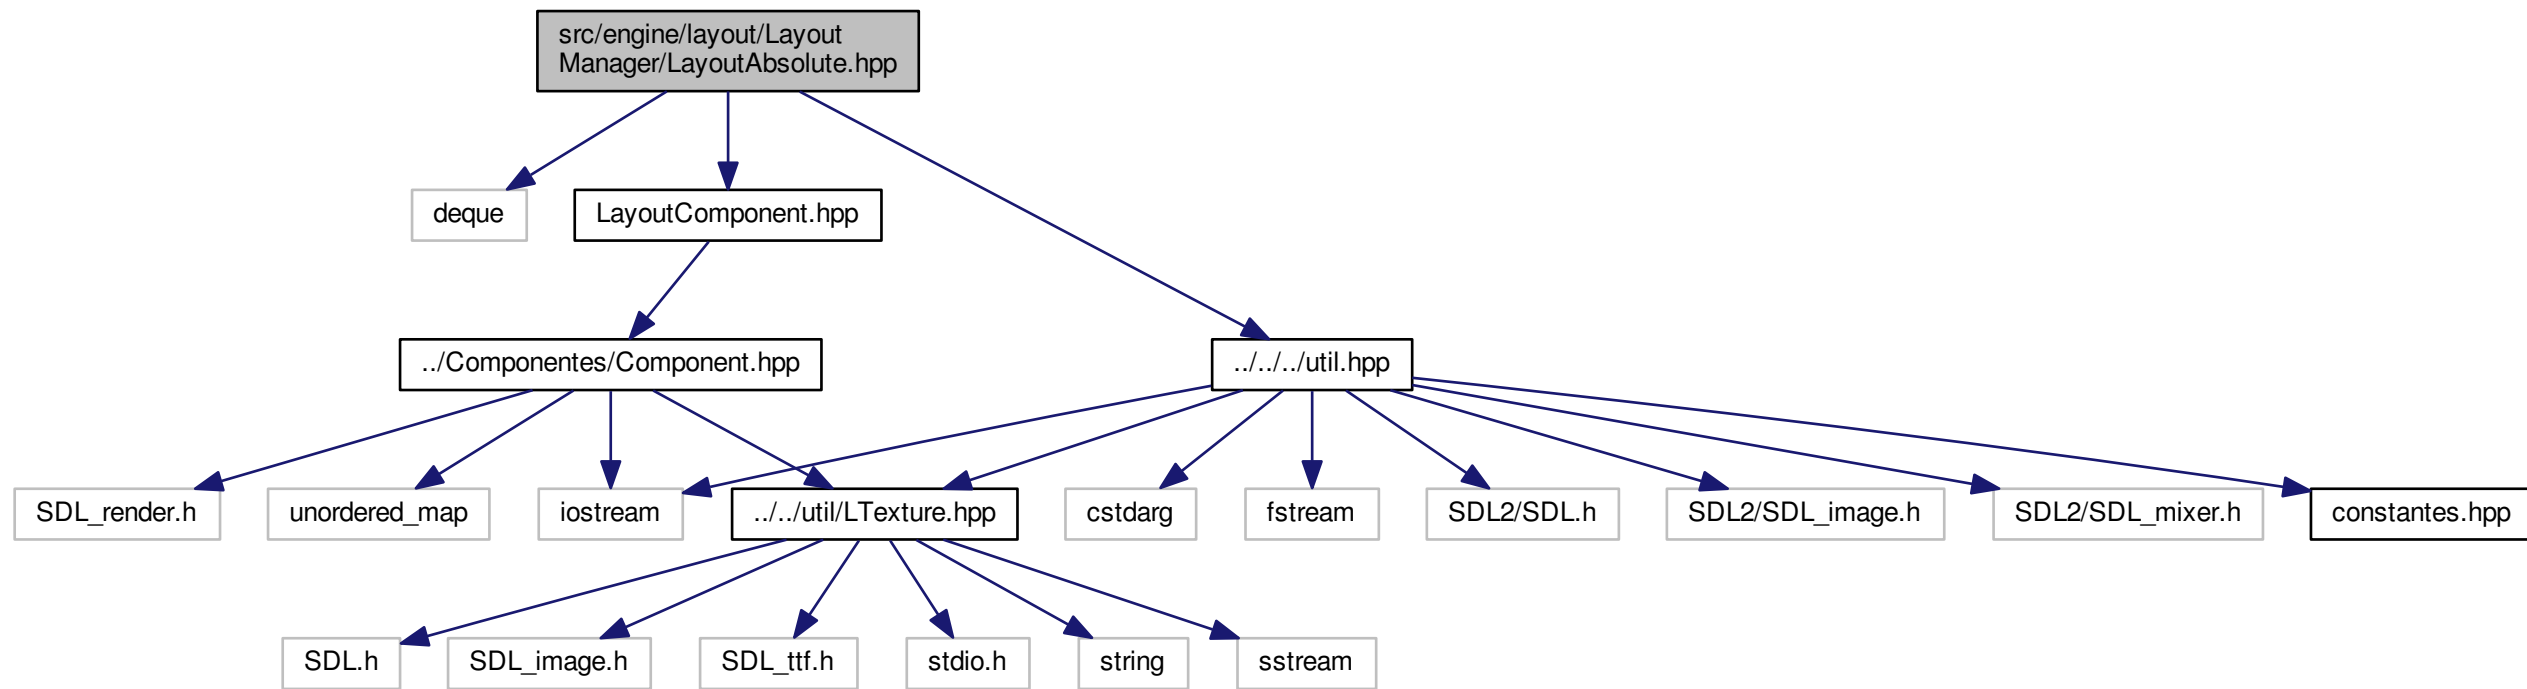 src/engine/layout/Layout
Manager/LayoutAbsolute.hpp
deque
LayoutComponent.hpp
../Componentes/Component.hpp
../../../util.hpp
SDL_render.h
unordered_map
iostream
../../util/LTexture.hpp
cstdarg
fstream
SDL2/SDL.h
SDL2/SDL_image.h
SDL2/SDL_mixer.h
constantes.hpp
SDL.h
SDL_image.h
SDL_ttf.h
stdio.h
string
sstream